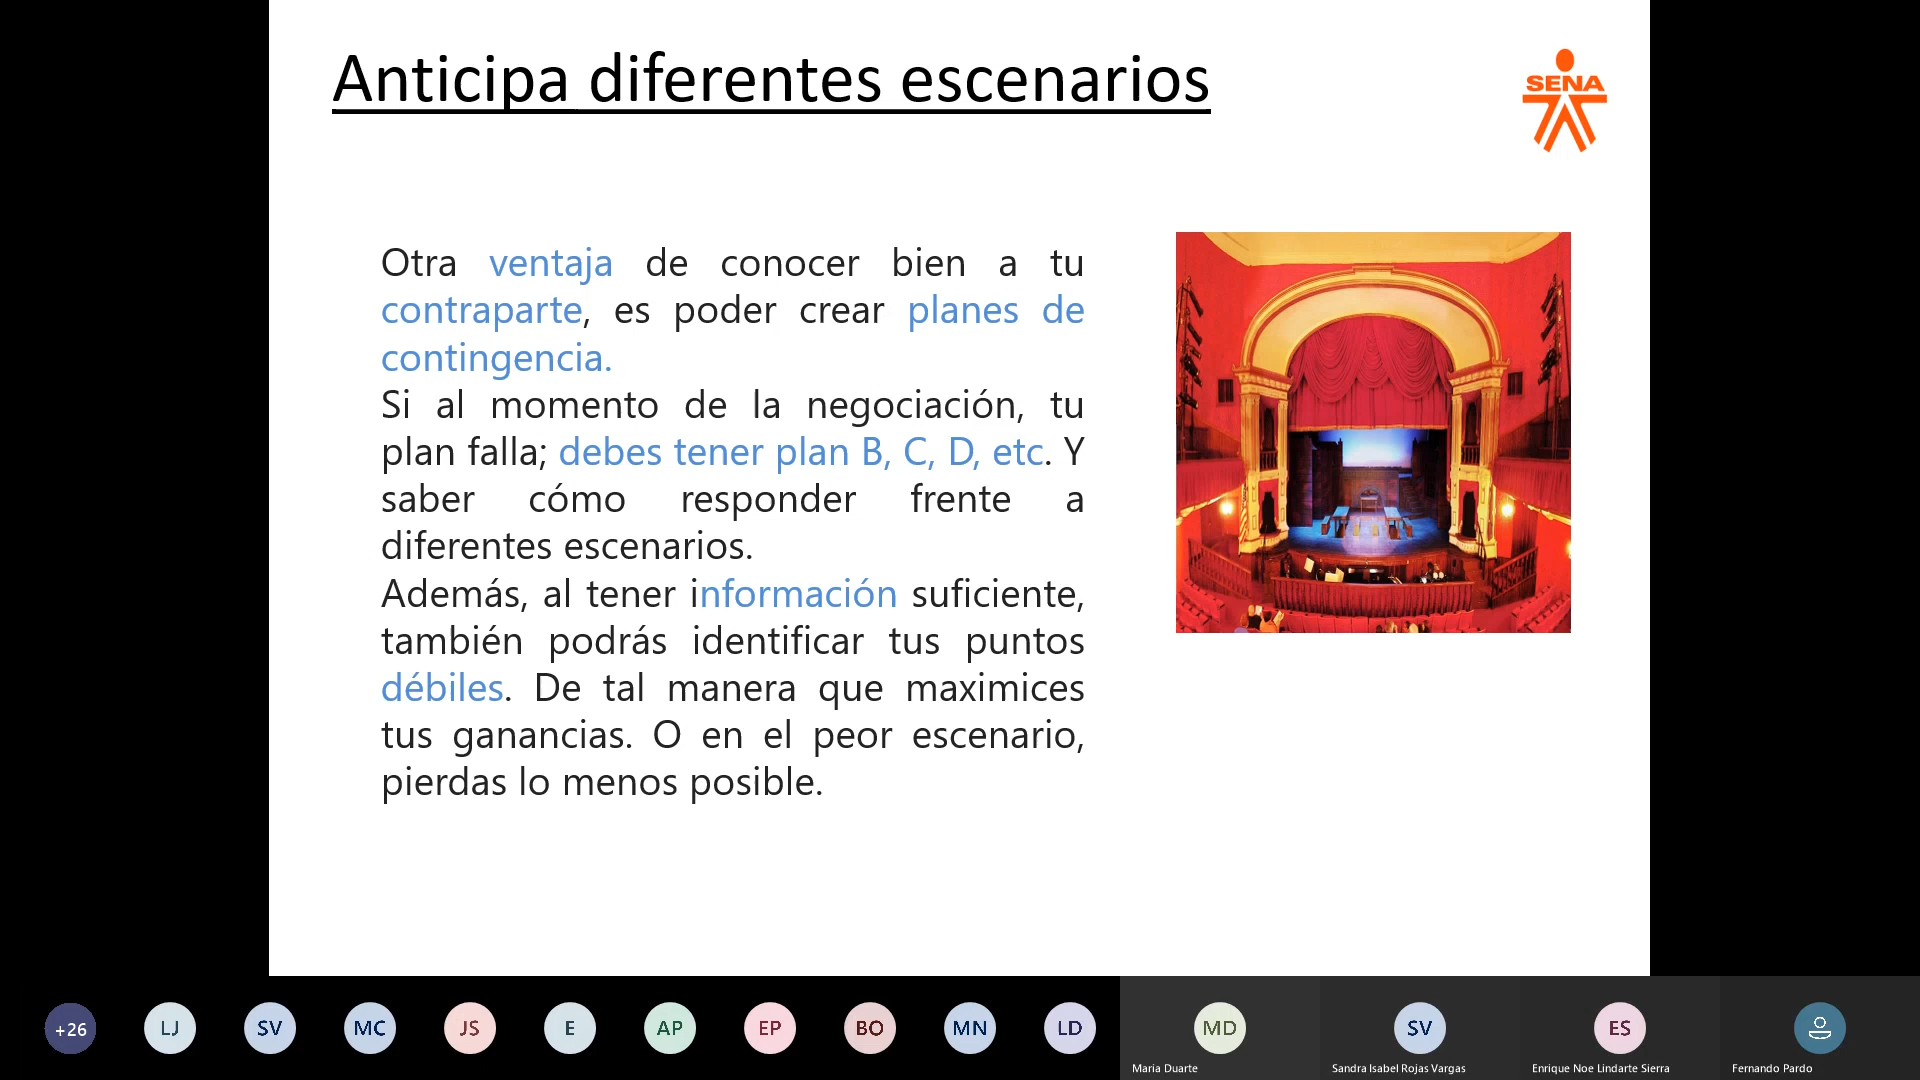 Anticipa diferentes escenarios
SENA
Otra ventaja de conocer bien a tu
contraparte, es poder crear planes de
contingencia.
Si al momento de la negociación, tu
plan falla; debes tener plan B, C, D, etc. Y
saber cómo responder frente a
diferentes escenarios.
Además, al tener información suficiente,
también podrás identificar tus puntos
débiles. De tal manera que maximices
tus ganancias. O en el peor escenario,
pierdas lo menos posible.
+26
LJ
SV
MC
JS
E
AP
EP
BO
MN
LD
MD
SV
ES
Maria Duarte
Sandra Isabel Rojas Vargas
Enrique Noe Lindarte Sierra
Fernando Pardo